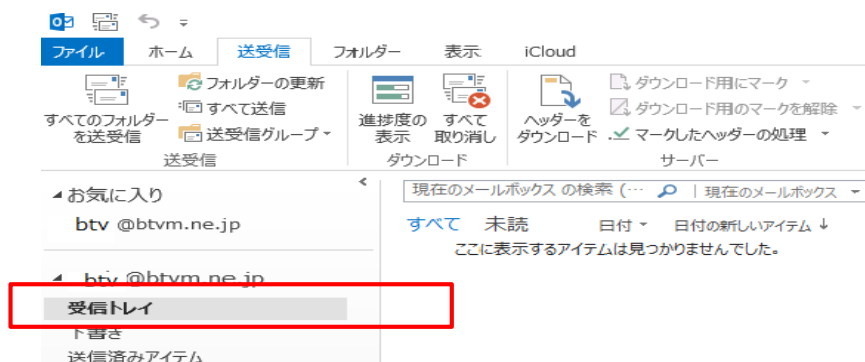 ファイル ホーム 送受信 フォルダー 表示 iCloud
すべてのフォルダー
を送受信
フォルダーの更新
すべて送信
送受信グループ
送受信
進捗度の
表示
すべて
取り消し
ダウンロード
ヘッダーを
ダウンロード
ダウンロード用にマーク
ダウンロード用のマークを解除
マークしたヘッダーの処理
サーバー
お気に入り
btv @btvm.ne.jp
btv @btvm.ne.jp
受信トレイ
下書き
送信済みアイテム
現在のメールボックス の検索 (… 現在のメールボックス
すべて 未読 日付 日付の新しいアイテム ↓
ここに表示するアイテムは見つかりませんでした。